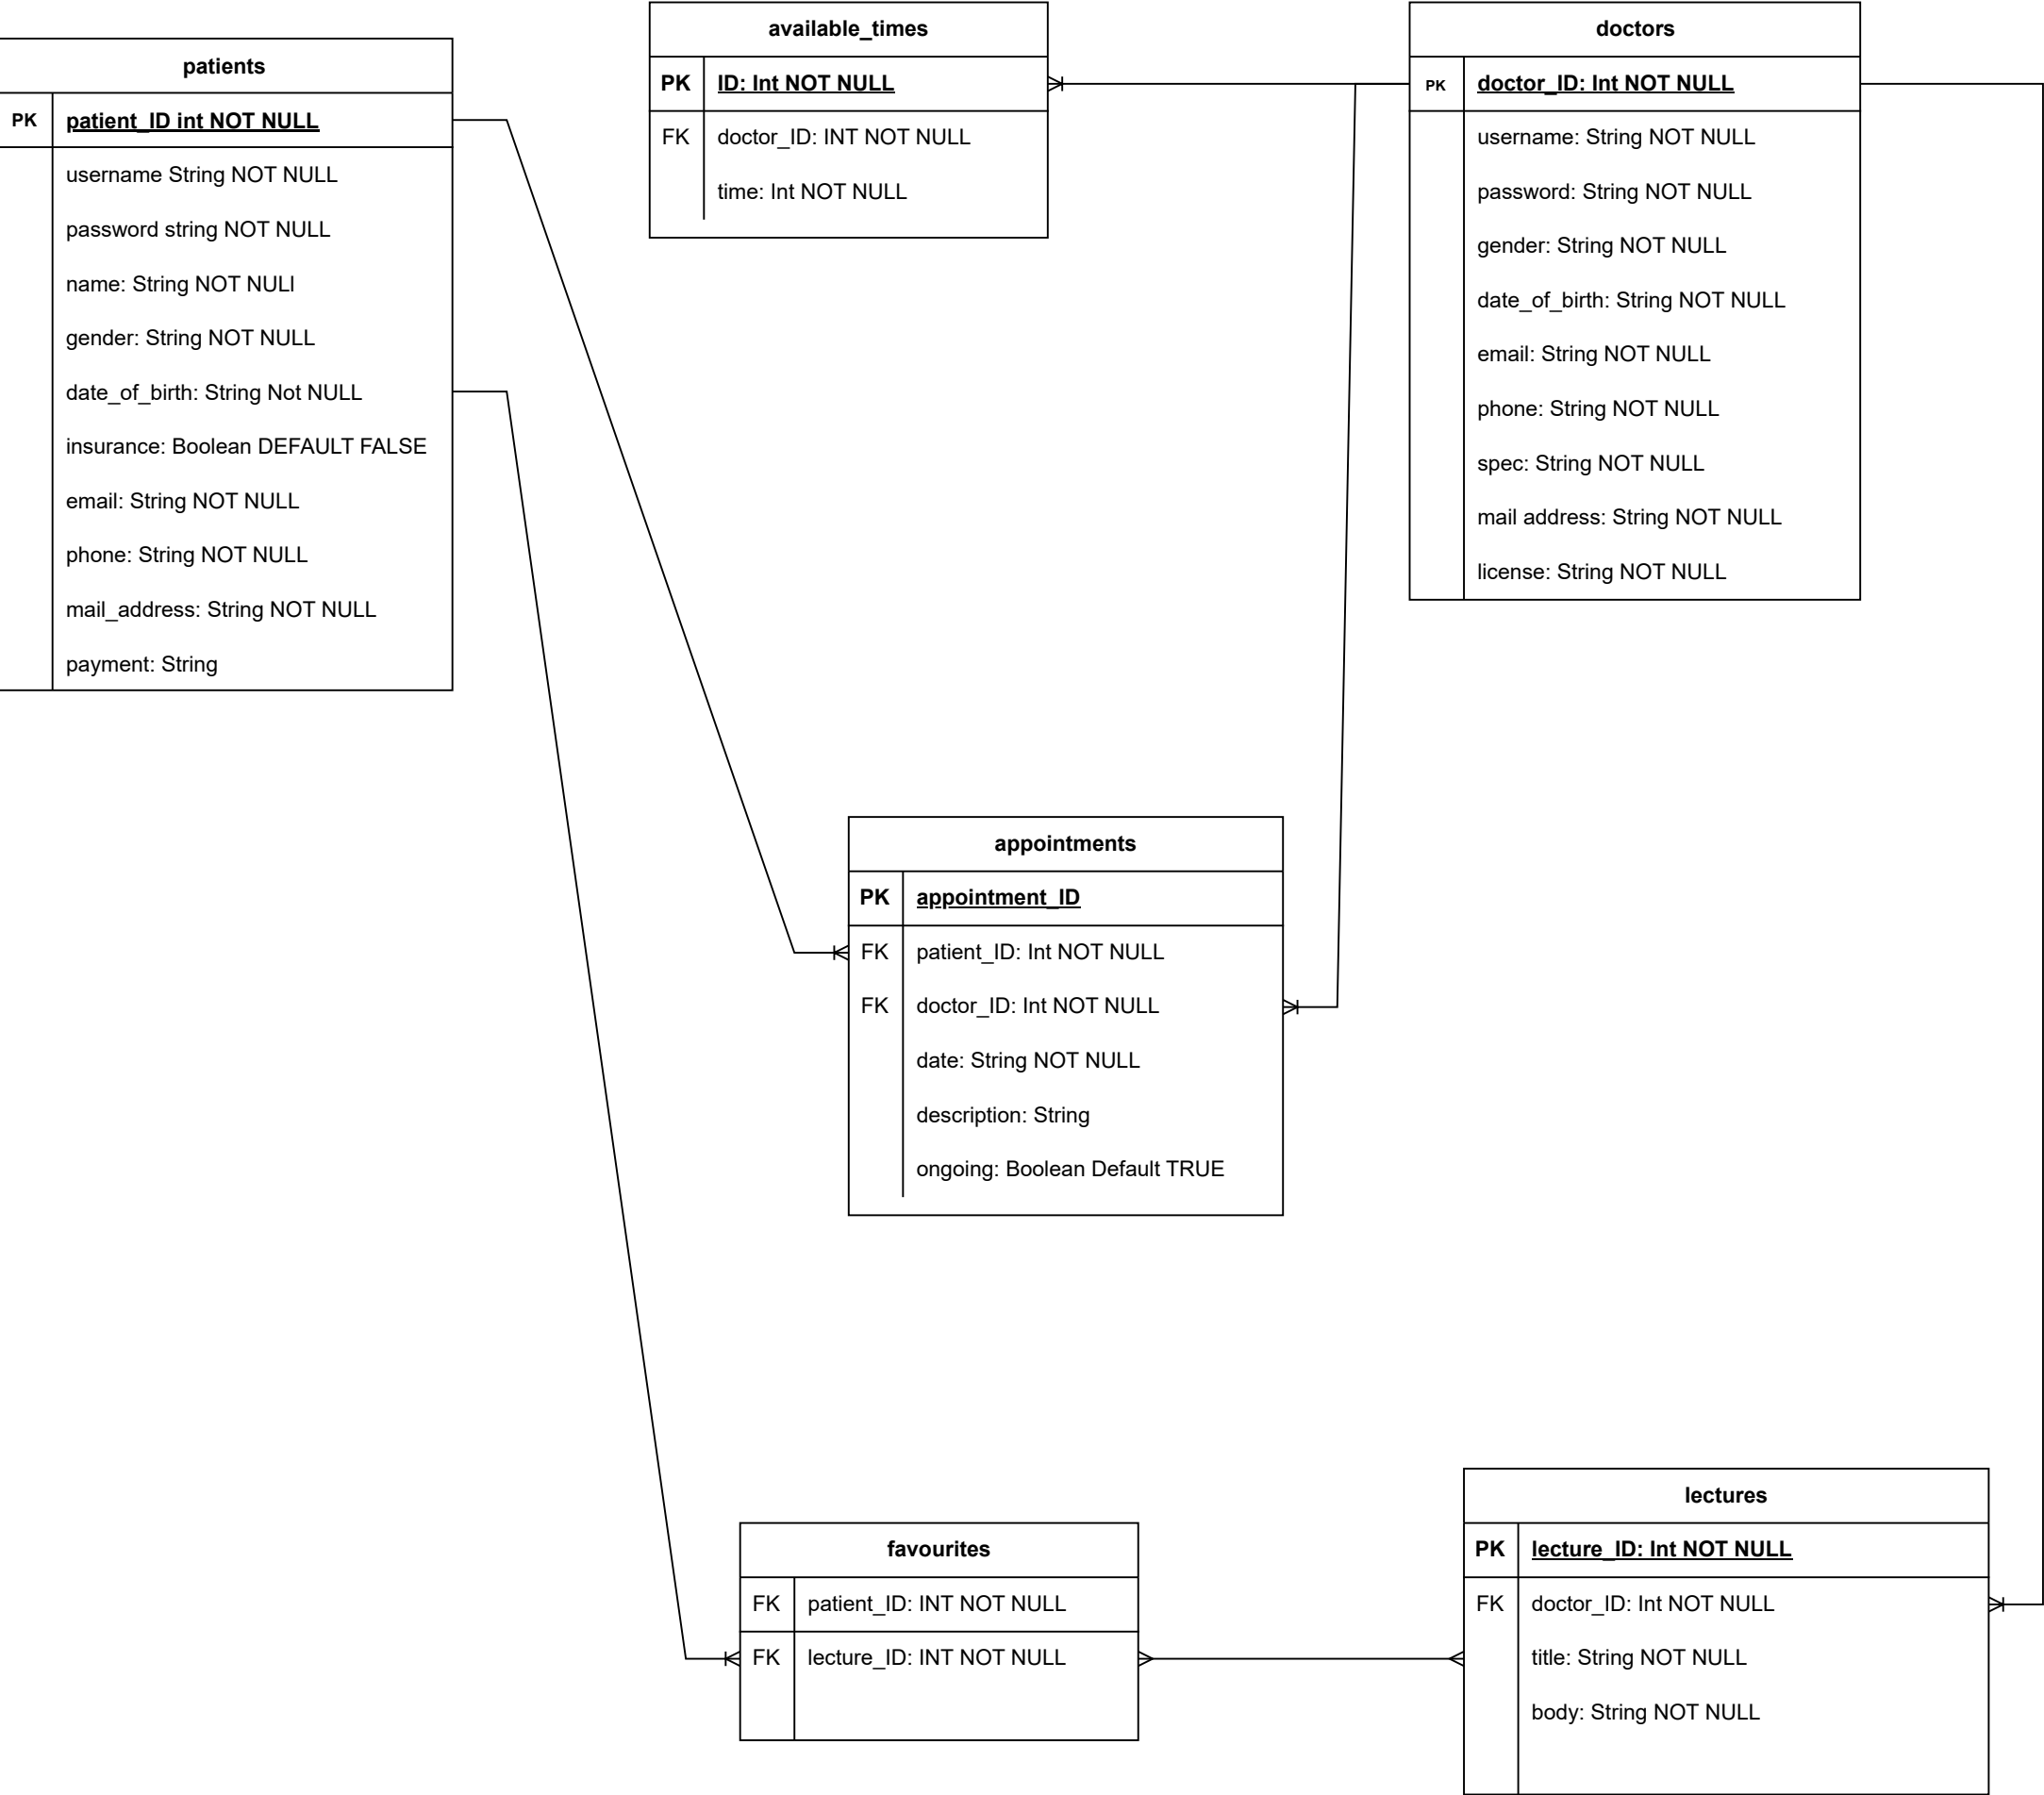 patients
PK patient_ID int NOT NULL
username String NOT NULL
password string NOT NULL
name: String NOT NULl
gender: String NOT NULL
date_of_birth: String Not NULL
insurance: Boolean DEFAULT FALSE
email: String NOT NULL
phone: String NOT NULL
mail_address: String NOT NULL
payment: String
available_times
PK ID: Int NOT NULL
FK doctor_ID: INT NOT NULL
time: Int NOT NULL
doctors
PK doctor_ID: Int NOT NULL
username: String NOT NULL
password: String NOT NULL
gender: String NOT NULL
date_of_birth: String NOT NULL
email: String NOT NULL
phone: String NOT NULL
spec: String NOT NULL
mail address: String NOT NULL
license: String NOT NULL
appointments
PK appointment_ID
FK patient_ID: Int NOT NULL
FK doctor_ID: Int NOT NULL
date: String NOT NULL
description: String
ongoing: Boolean Default TRUE
favourites
FK patient_ID: INT NOT NULL
FK lecture_ID: INT NOT NULL
lectures
PK lecture_ID: Int NOT NULL
FK doctor_ID: Int NOT NULL
title: String NOT NULL
body: String NOT NULL